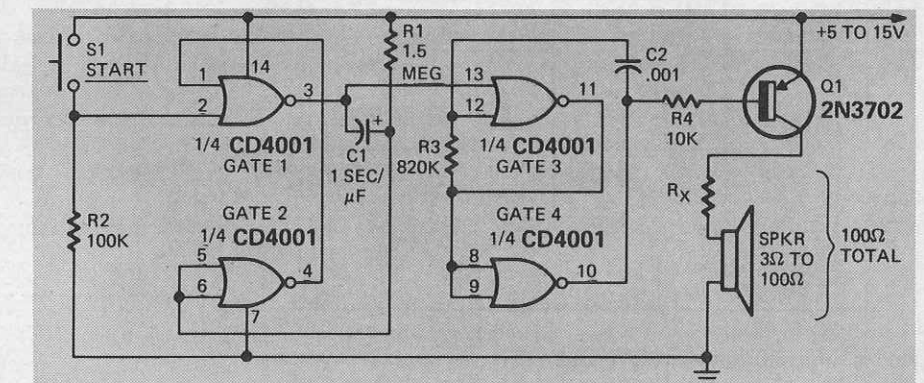 +5 TO 15V
S1
START
R1
1.5
MEG
C2
.001
Q1
2N3702
14
1
2
3
13
12
11
R4
10K
1/4 CD4001
GATE 1
C1
+
1 SEC/
μF
R3
820K
1/4 CD4001
GATE 3
R2
100K
GATE 2
1/4 CD4001
5
6
4
7
GATE 4
1/4 CD4001
8
9
10
RX
SPKR
3Ω TO
100Ω
100Ω
TOTAL